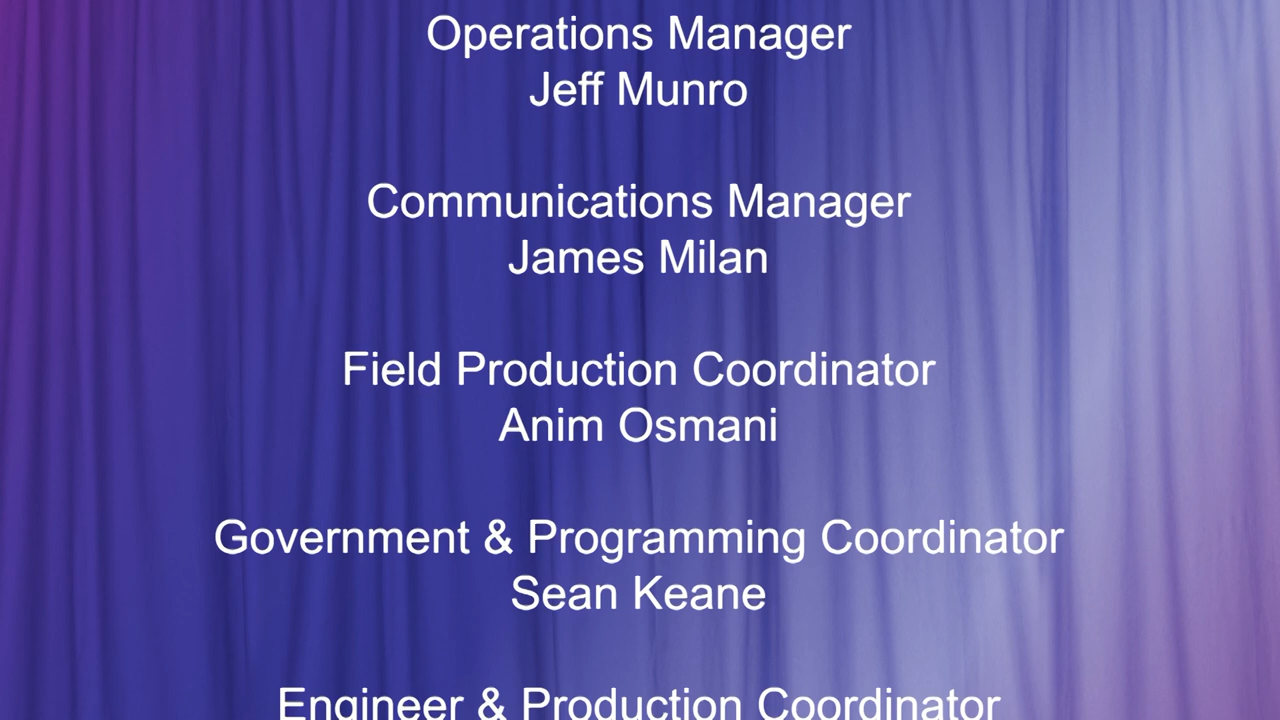 Operations Manager
Jeff Munro
Communications Manager
James Milan
Field Production Coordinator
Anim Osmani
Government & Programming Coordinator
Sean Keane
Engineer & Production Coordinator